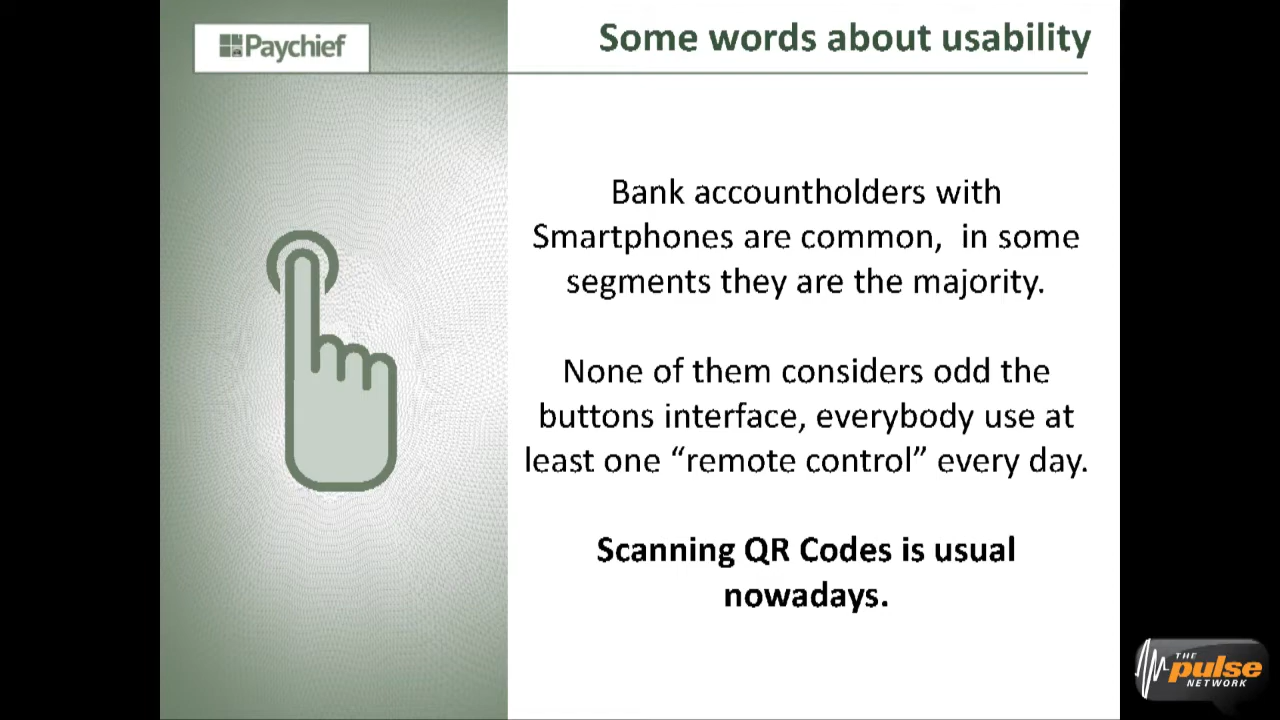 Paychief
Some words about usability
Bank accountholders with
Smartphones are common, in some
segments they are the majority.
None of them considers odd the
buttons interface, everybody use at
least one “remote control” every day.
Scanning QR Codes is usual
nowadays.
THE
pulse
NETWORK